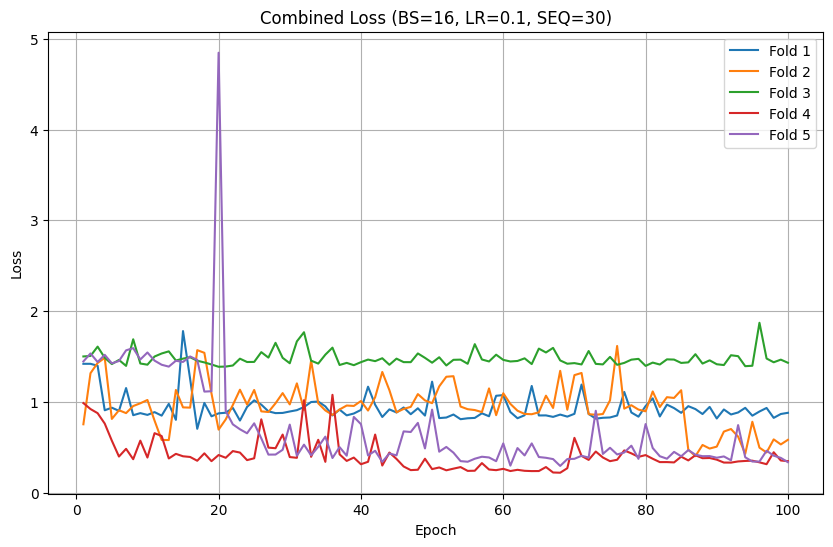 Combined Loss (BS=16, LR=0.1, SEQ=30)
Fold 1
Fold 2
Fold 3
Fold 4
Fold 5
Loss
5
4
3
2
1
0
0 20 40 60 80 100
Epoch